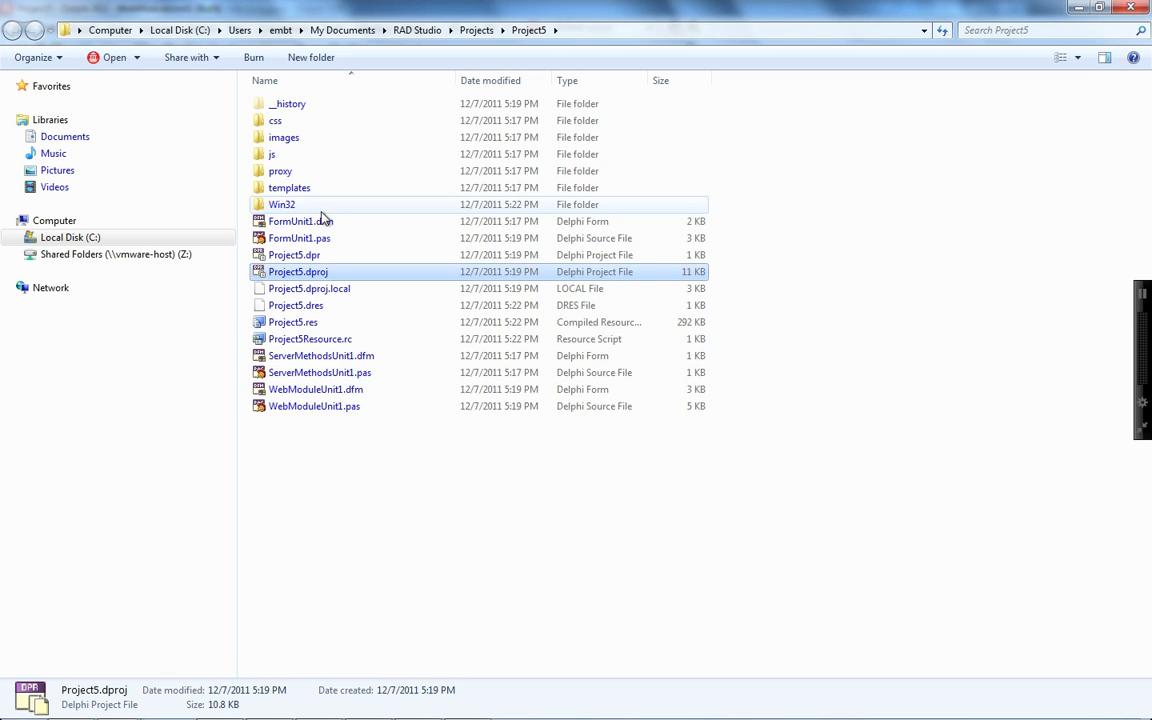 Computer Local Disk (C:) Users embt My Documents RAD Studio Projects Project5 Search Project5
Organize Open Share with Burn New folder
Favorites
Libraries
Documents
Music
Pictures
Videos
Computer
Local Disk (C:)
Shared Folders (\\vmware-host) (Z:)
Network
Name Date modified Type Size
__history 12/7/2011 5:19 PM File folder
css 12/7/2011 5:17 PM File folder
images 12/7/2011 5:17 PM File folder
js 12/7/2011 5:17 PM File folder
proxy 12/7/2011 5:17 PM File folder
templates 12/7/2011 5:17 PM File folder
Win32 12/7/2011 5:22 PM File folder
FormUnit1.dfm 12/7/2011 5:17 PM Delphi Form 2 KB
FormUnit1.pas 12/7/2011 5:17 PM Delphi Source File 3 KB
Project5.dpr 12/7/2011 5:19 PM Delphi Project File 1 KB
Project5.dproj 12/7/2011 5:19 PM Delphi Project File 11 KB
Project5.dproj.local 12/7/2011 5:19 PM LOCAL File 3 KB
Project5.dres 12/7/2011 5:22 PM DRES File 1 KB
Project5.res 12/7/2011 5:22 PM Compiled Resourc... 292 KB
Project5Resource.rc 12/7/2011 5:22 PM Resource Script 1 KB
ServerMethodsUnit1.dfm 12/7/2011 5:17 PM Delphi Form 1 KB
ServerMethodsUnit1.pas 12/7/2011 5:17 PM Delphi Source File 1 KB
WebModuleUnit1.dfm 12/7/2011 5:19 PM Delphi Form 3 KB
WebModuleUnit1.pas 12/7/2011 5:19 PM Delphi Source File 5 KB
DPR
Project5.dproj Date modified: 12/7/2011 5:19 PM Date created: 12/7/2011 5:19 PM
Delphi Project File Size: 10.8 KB